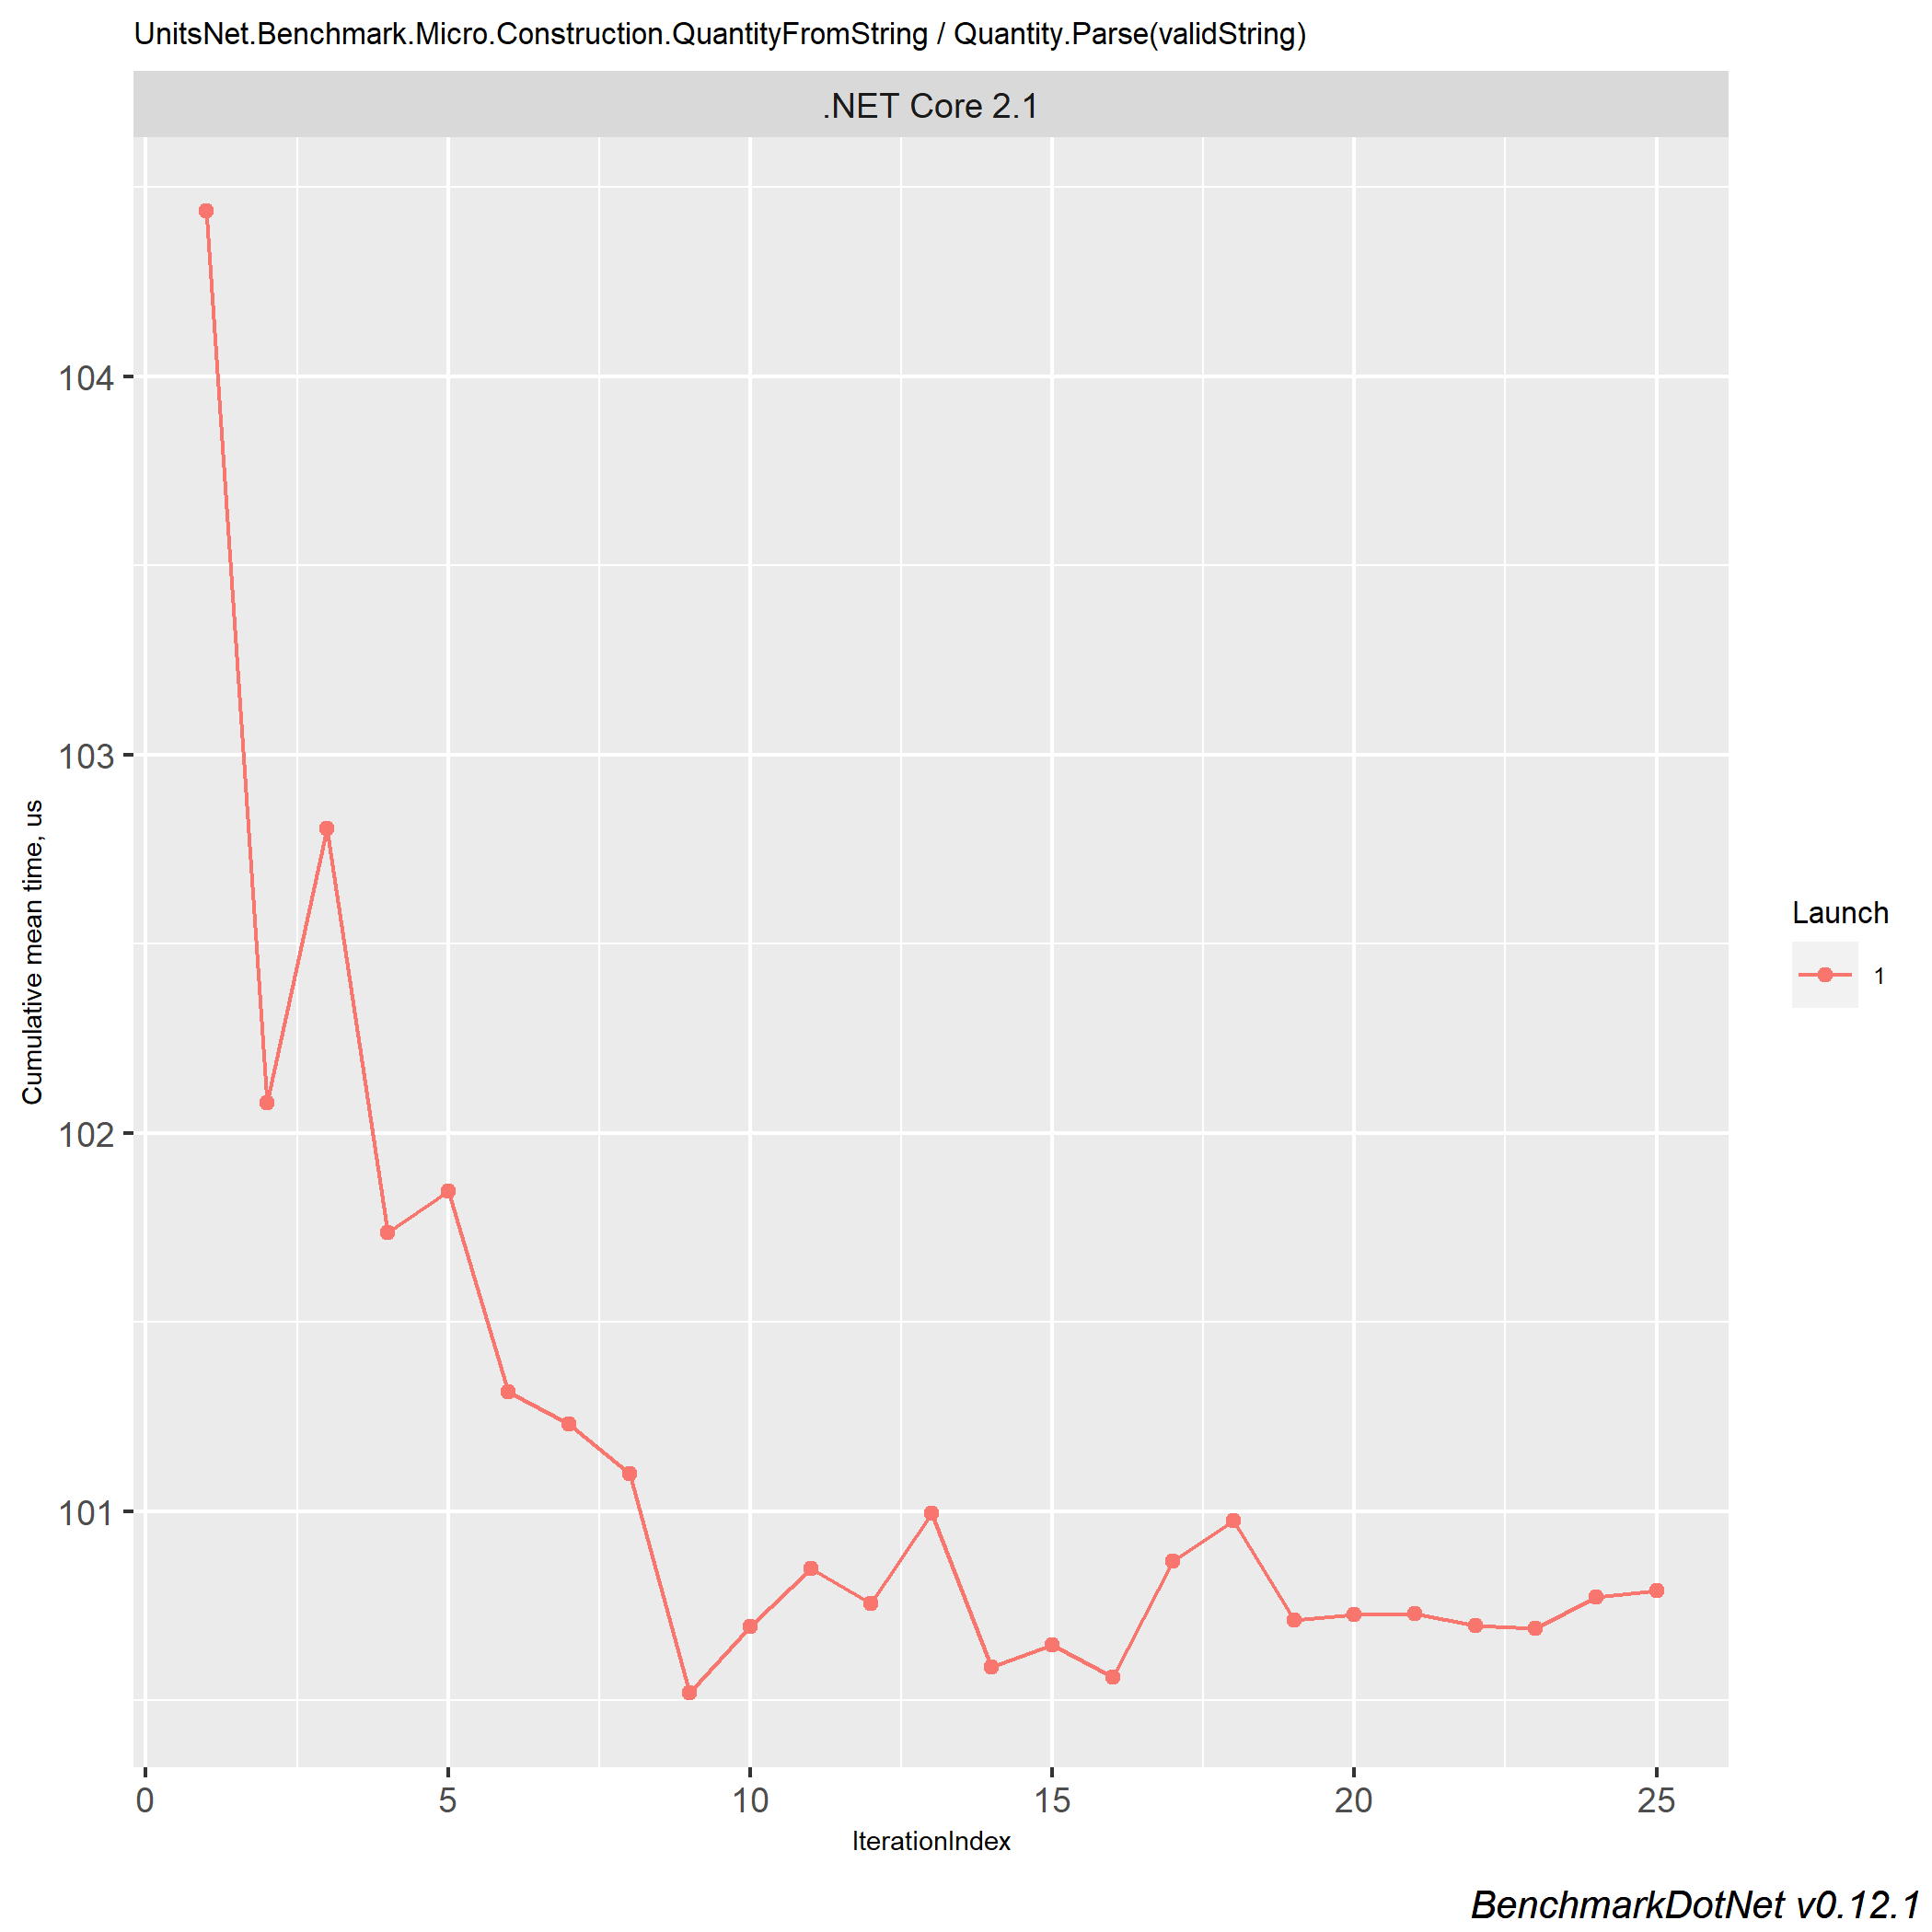 UnitsNet.Benchmark.Micro.Construction.QuantityFromString / Quantity.Parse(validString)
.NET Core 2.1
104
103
102
101
Cumulative mean time, us
0 5 10 15 20 25
IterationIndex
Launch
1
BenchmarkDotNet v0.12.1